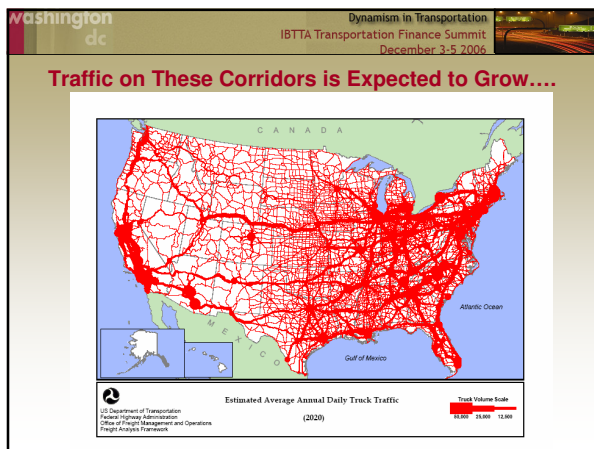 washington
dc
Dynamism in Transportation
IBTTA Transportation Finance Summit
December 3-5 2006
Traffic on These Corridors is Expected to Grow....
CANADA
Atlantic Ocean
MEXICO
Gulf of Mexico
US Department of Transportation
Federal Highway Administration
Office of Freight Management and Operations
Freight Analysis Framework
Estimated Average Annual Daily Truck Traffic
(2020)
Truck Volume Scale
50,000 25,000 12,500